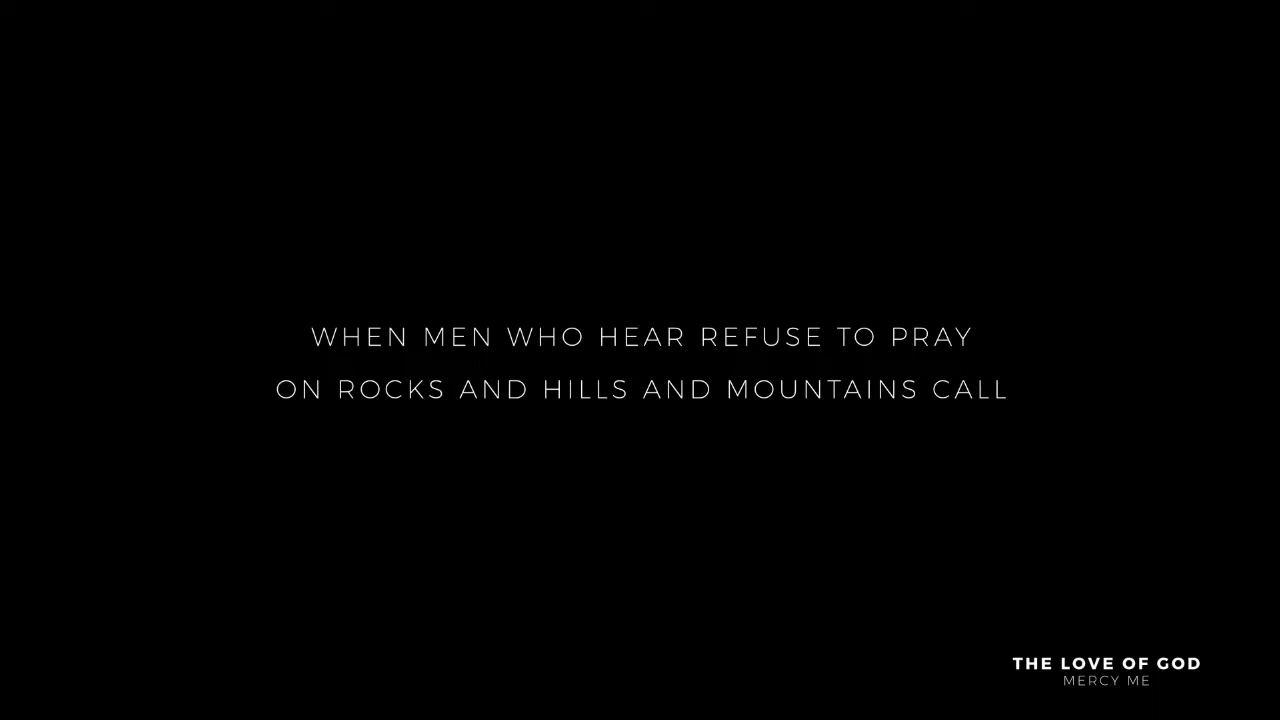 WHEN MEN WHO HEAR REFUSE TO PRAY
ON ROCKS AND HILLS AND MOUNTAINS CALL
THE LOVE OF GOD
MERCY ME